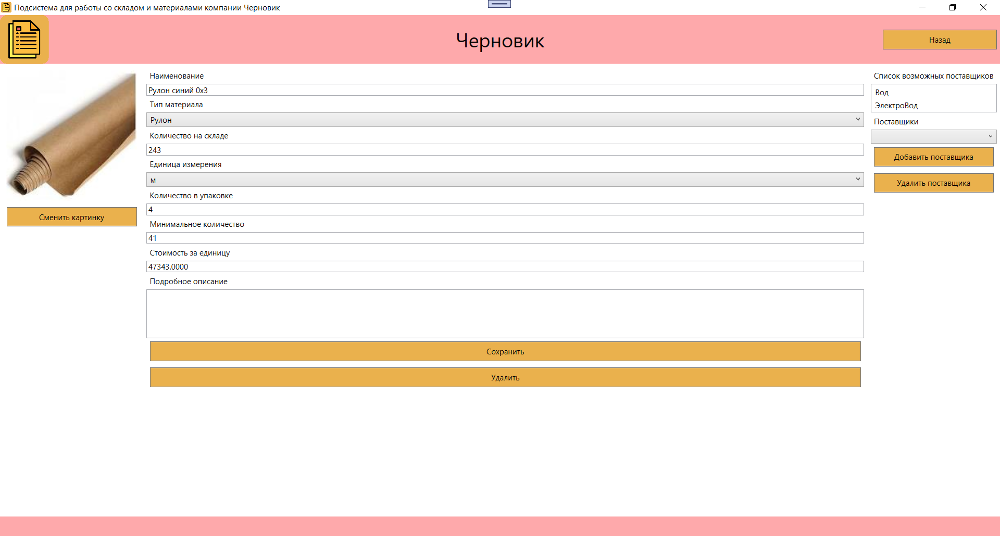 Подсистема для работы со складом и материалами компании Черновик
Черновик
Назад
Сменить картинку
Наименование
Рулон синий 0x3
Тип материала
Рулон
Количество на складе
243
Единица измерения
м
Количество в упаковке
4
Минимальное количество
41
Стоимость за единицу
47343.0000
Подробное описание
Сохранить
Удалить
Список возможных поставщиков
Вод
ЭлектроВод
Поставщики
Добавить поставщика
Удалить поставщика